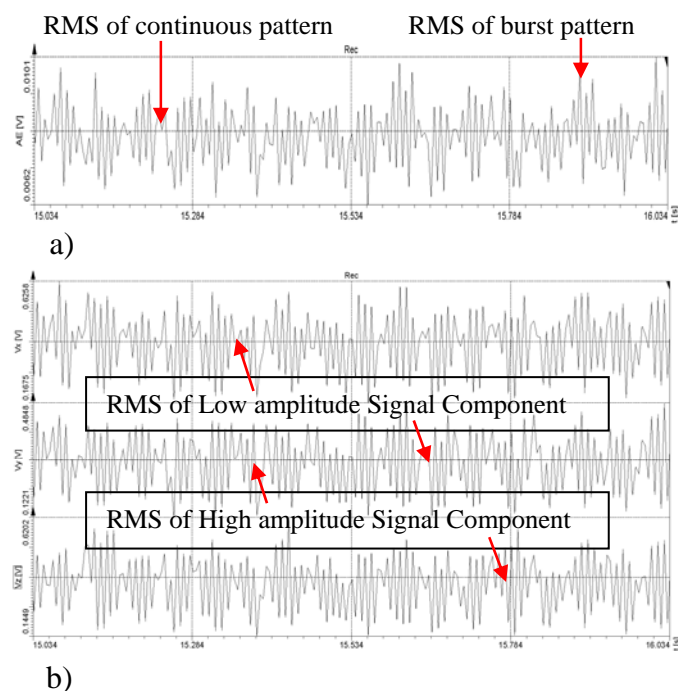 RMS of continuous pattern RMS of burst pattern
Rec
0.0101
AE [V]
0.0062
15.034 15.284 15.534 15.784 16.034 t [s]
a)
Rec
0.6258
Vx [V]
0.1675
RMS of Low amplitude Signal Component
0.4848
Vy [V]
0.1221
RMS of High amplitude Signal Component
0.6202
Vz [V]
0.1449
15.034 15.284 15.534 15.784 16.034 t [s]
b)